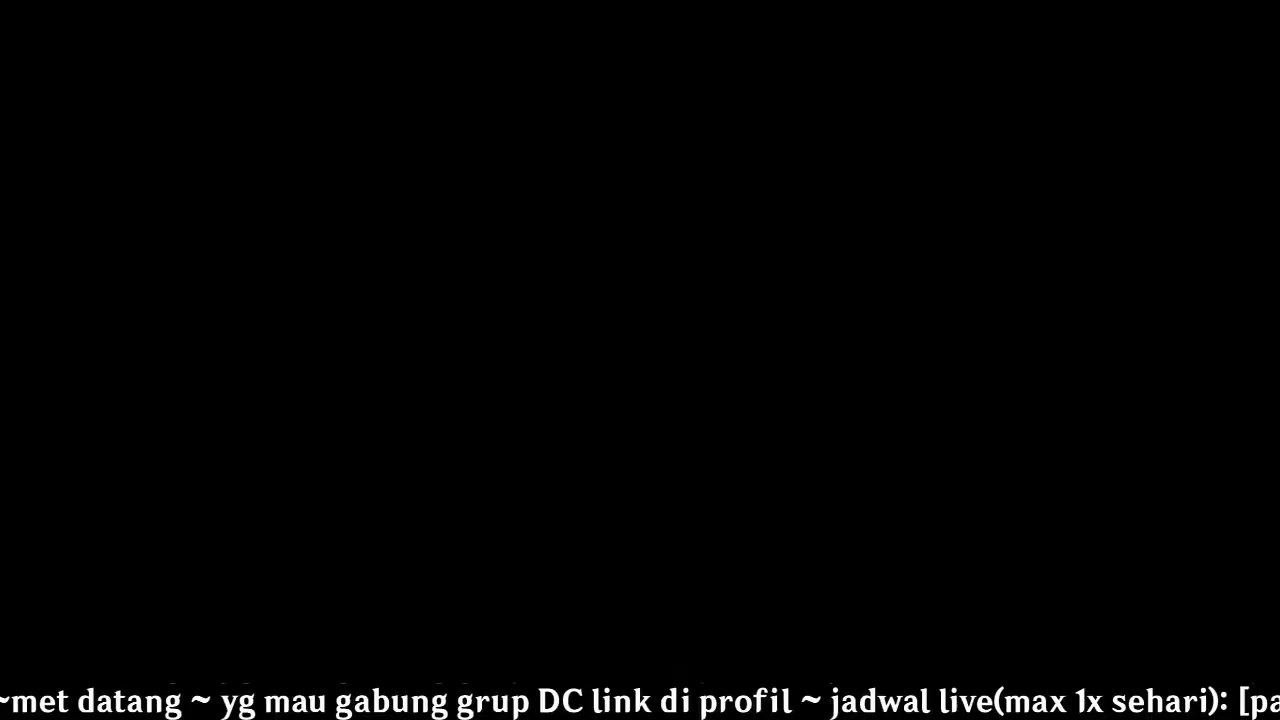 ~met datang ~ yg mau gabung grup DC link di profil ~ jadwal live(max 1x sehari): [pa